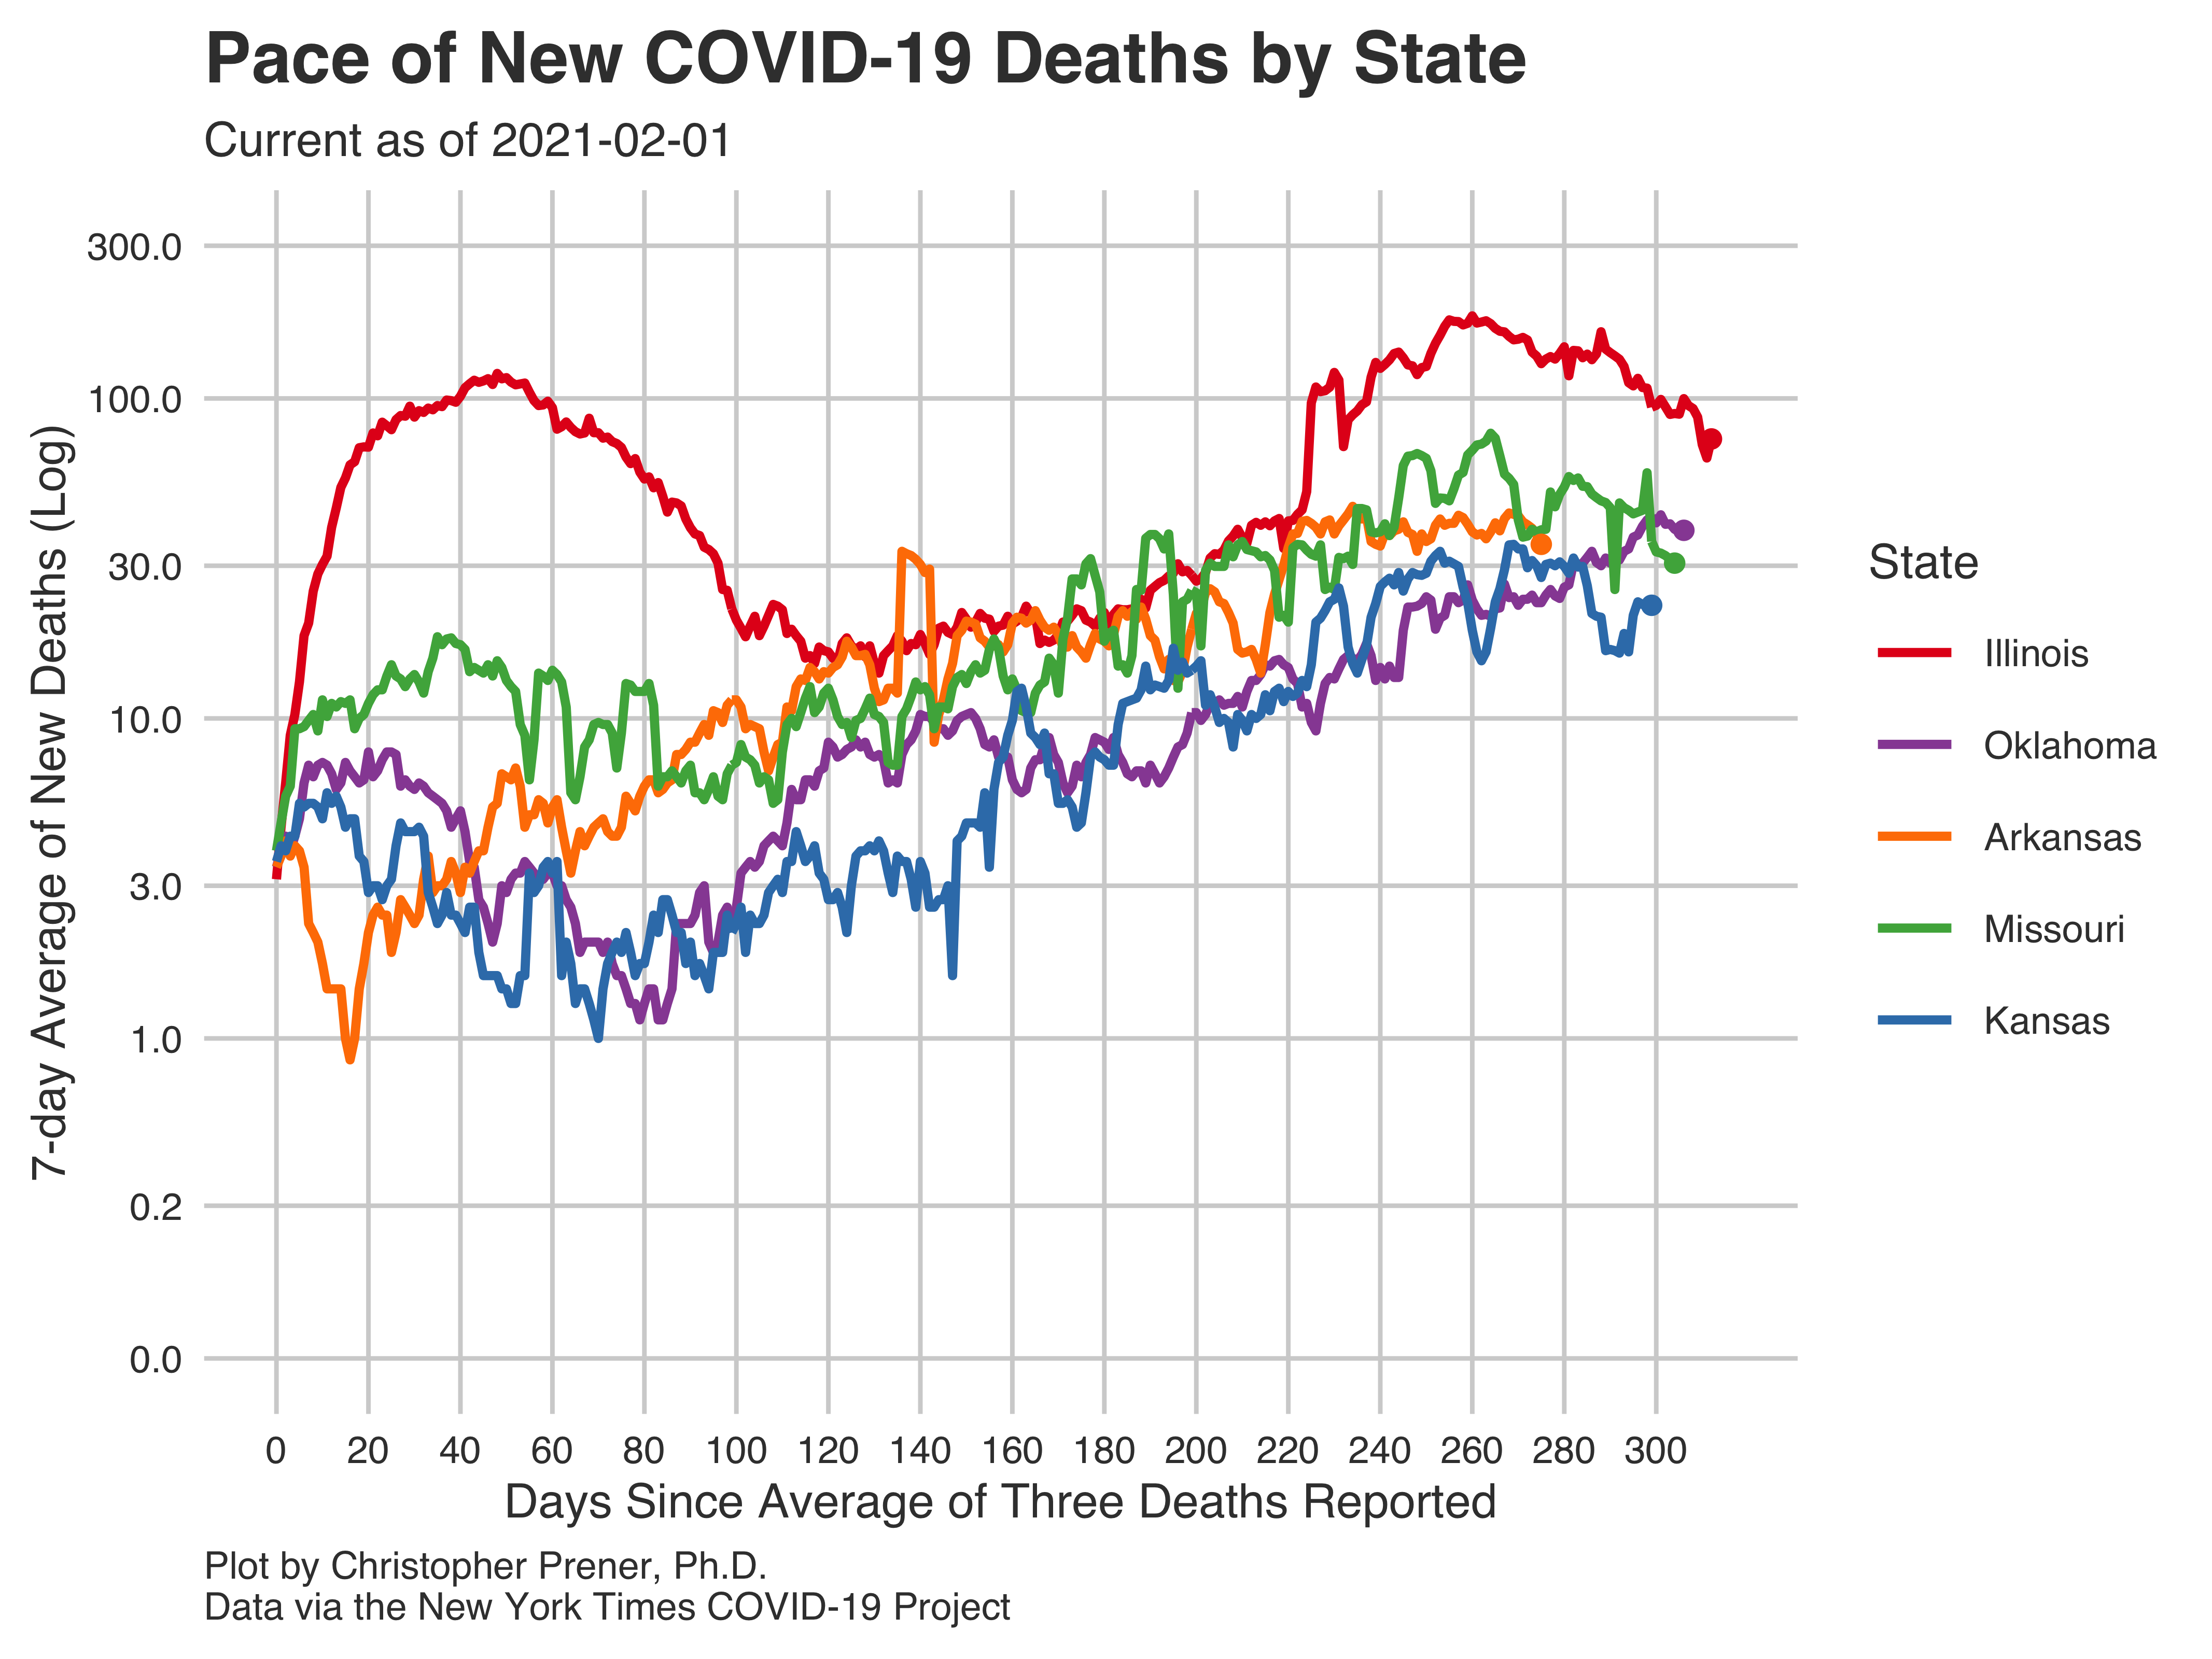 Pace of New COVID-19 Deaths by State
Current as of 2021-02-01
7-day Average of New Deaths (Log)
300.0
100.0
30.0
10.0
3.0
1.0
0.2
0.0
0 20 40 60 80 100 120 140 160 180 200 220 240 260 280 300
Days Since Average of Three Deaths Reported
State
Illinois
Oklahoma
Arkansas
Missouri
Kansas
Plot by Christopher Prener, Ph.D.
Data via the New York Times COVID-19 Project